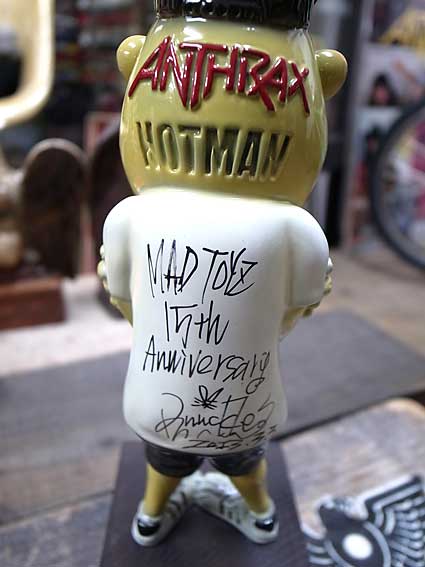 ANTHRAX
HOTMAN
MAD TOYZ
15th
Anniversary